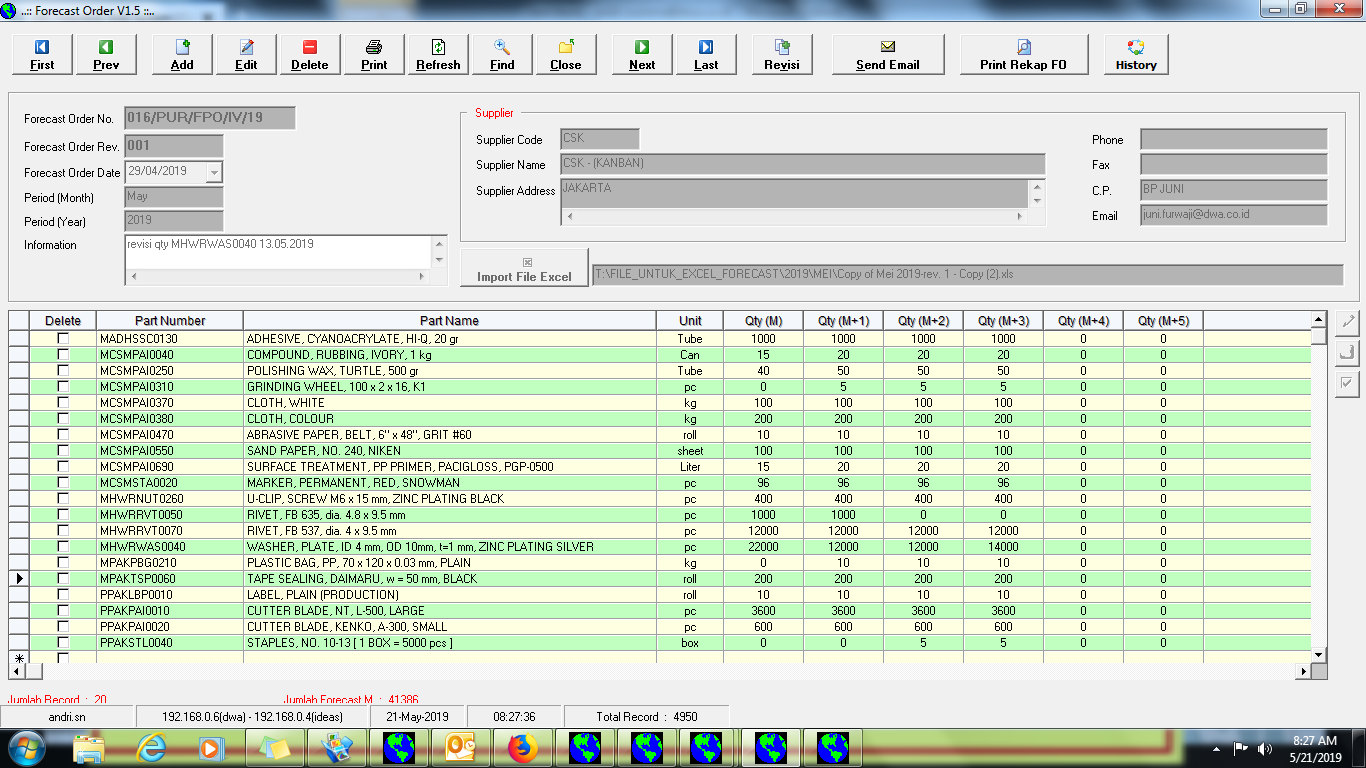 ..:: Forecast Order V1.5 ::..
First Prev Add Edit Delete Print Refresh Find Close Next Last Revisi Send Email Print Rekap FO History
Forecast Order No. 016/PUR/FPO/IV/19
Forecast Order Rev. 001
Forecast Order Date 29/04/2019
Period (Month) May
Period (Year) 2019
Information revisi qty MHWRWAS0040 13.05.2019
Supplier
Supplier Code CSK
Supplier Name CSK - (KANBAN)
Supplier Address JAKARTA
Phone
Fax
C.P. BP JUNI
Email juni.furwaji@dwa.co.id
Import File Excel T:\FILE_UNTUK_EXCEL_FORECAST\2019\MEI\Copy of Mei 2019-rev. 1 - Copy (2).xls
Delete Part Number Part Name Unit Qty (M) Qty (M+1) Qty (M+2) Qty (M+3) Qty (M+4) Qty (M+5)
MADHSSC0130 ADHESIVE, CYANOACRYLATE, HI-Q, 20 gr Tube 1000 1000 1000 1000 0 0
MCSMPAI0040 COMPOUND, RUBBING, IVORY, 1 kg Can 15 20 20 20 0 0
MCSMPAI0250 POLISHING WAX, TURTLE, 500 gr Tube 40 50 50 50 0 0
MCSMPAI0310 GRINDING WHEEL, 100 x 2 x 16, K1 pc 0 5 5 5 0 0
MCSMPAI0370 CLOTH, WHITE kg 100 100 100 100 0 0
MCSMPAI0380 CLOTH, COLOUR kg 200 200 200 200 0 0
MCSMPAI0470 ABRASIVE PAPER, BELT, 6" x 48", GRIT #60 roll 10 10 10 10 0 0
MCSMPAI0550 SAND PAPER, NO. 240, NIKEN sheet 100 100 100 100 0 0
MCSMPAI0690 SURFACE TREATMENT, PP PRIMER, PACIGLOSS, PGP-0500 Liter 15 20 20 20 0 0
MCSMSTA0020 MARKER, PERMANENT, RED, SNOWMAN pc 96 96 96 96 0 0
MHWRNUT0260 U-CLIP, SCREW M6 x 15 mm, ZINC PLATING BLACK pc 400 400 400 400 0 0
MHWRRVT0050 RIVET, FB 635, dia. 4.8 x 9.5 mm pc 1000 1000 0 0 0 0
MHWRRVT0070 RIVET, FB 537, dia. 4 x 9.5 mm pc 12000 12000 12000 12000 0 0
MHWRWAS0040 WASHER, PLATE, ID 4 mm, OD 10mm, t=1 mm, ZINC PLATING SILVER pc 22000 12000 12000 14000 0 0
MPAKPBG0210 PLASTIC BAG, PP, 70 x 120 x 0.03 mm, PLAIN kg 0 10 10 10 0 0
MPAKTSP0060 TAPE SEALING, DAIMARU, w = 50 mm, BLACK roll 200 200 200 200 0 0
PPAKLBP0010 LABEL, PLAIN (PRODUCTION) roll 10 10 10 10 0 0
PPAKPAI0010 CUTTER BLADE, NT, L-500, LARGE pc 3600 3600 3600 3600 0 0
PPAKPAI0020 CUTTER BLADE, KENKO, A-300, SMALL pc 600 600 600 600 0 0
PPAKSTL0040 STAPLES, NO. 10-13 [ 1 BOX = 5000 pcs ] box 0 0 5 5 0 0
Jumlah Record : 20 Jumlah Forecast M : 41386
andri.sn 192.168.0.6(dwa) - 192.168.0.4(ideas) 21-May-2019 08:27:36 Total Record : 4950
8:27 AM
5/21/2019